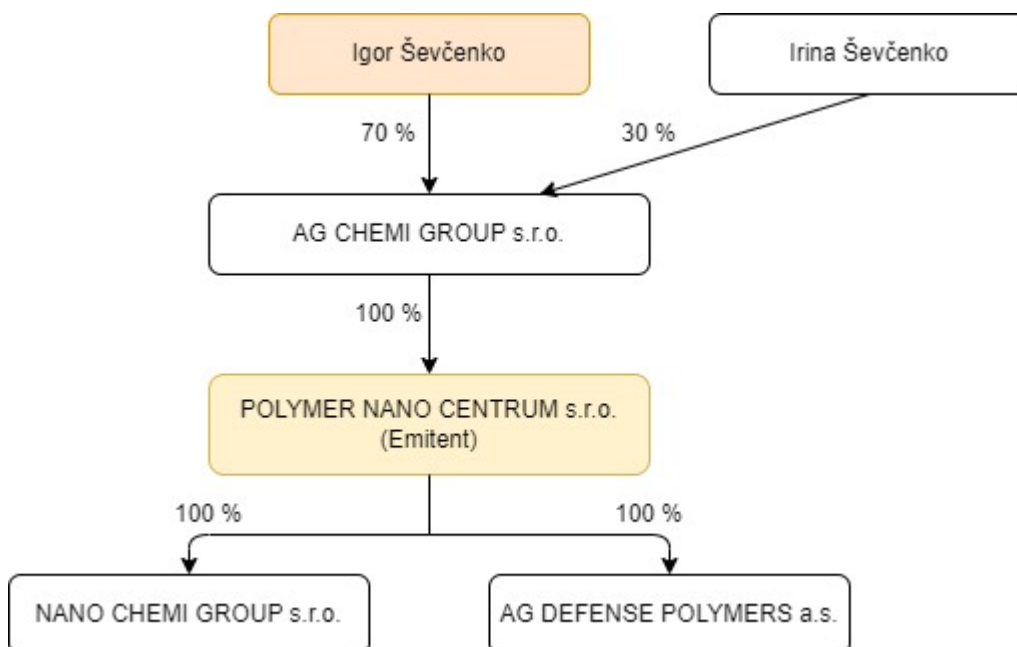 Igor Ševčenko
Irina Ševčenko
70 %
30 %
AG CHEMI GROUP s.r.o.
100 %
POLYMER NANO CENTRUM s.r.o.
(Emitent)
100 %
100 %
NANO CHEMI GROUP s.r.o.
AG DEFENSE POLYMERS a.s.